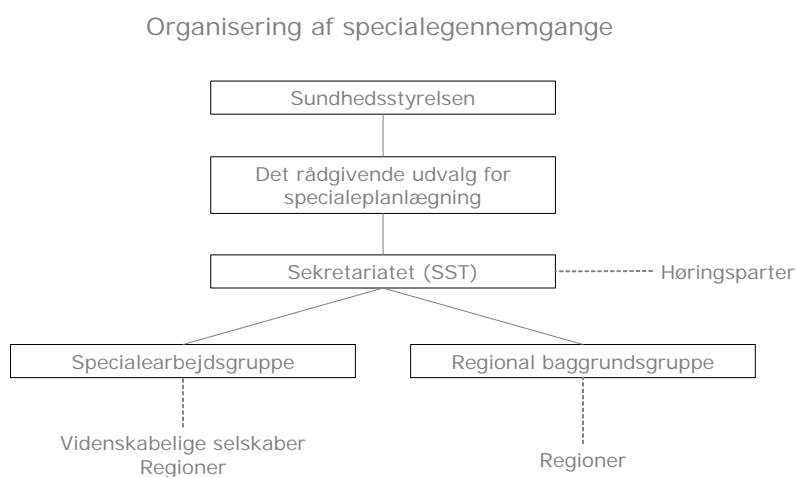 Organisering af specialegennemgange
Sundhedsstyrelsen
Det rådgivende udvalg for
specialeplanlægning
Sekretariatet (SST)
Høringsparter
Specialearbejdsgruppe
Regional baggrundsgruppe
Videnskabelige selskaber
Regioner
Regioner